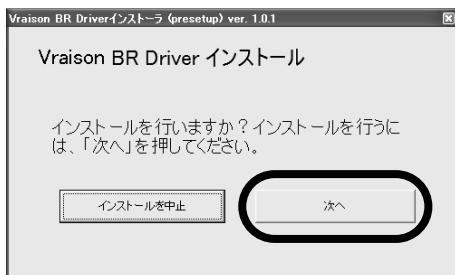 Vraison BR Driverインストーラ (presetup) ver. 1.0.1
Vraison BR Driver インストール
インストールを行いますか？インストールを行うに
は、「次へ」を押してください。
インストールを中止
次へ